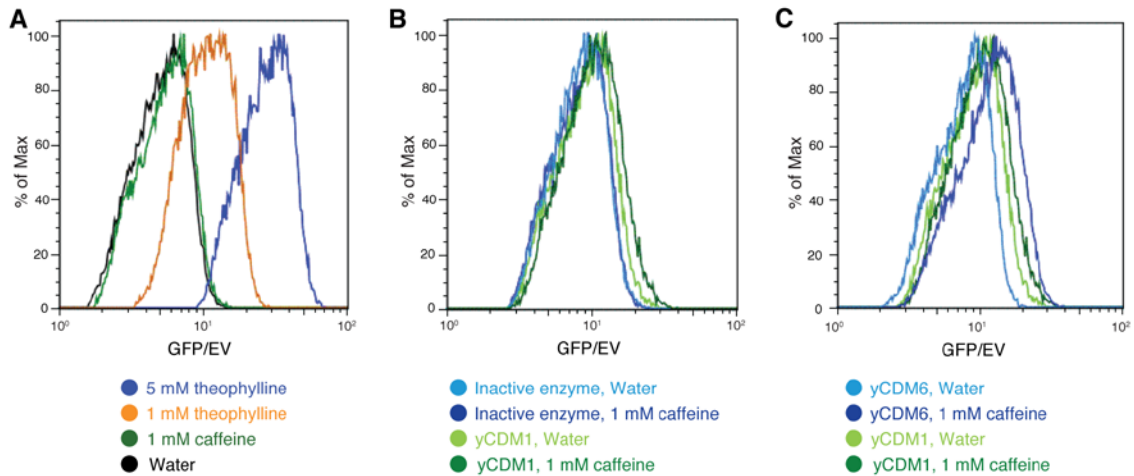 A
% of Max
100
80
60
40
20
0
10⁰
10¹
10²
GFP/EV
5 mM theophylline
1 mM theophylline
1 mM caffeine
Water
B
% of Max
100
80
60
40
20
0
10⁰
10¹
10²
GFP/EV
Inactive enzyme, Water
Inactive enzyme, 1 mM caffeine
yCDM1, Water
yCDM1, 1 mM caffeine
C
% of Max
100
80
60
40
20
0
10⁰
10¹
10²
GFP/EV
yCDM6, Water
yCDM6, 1 mM caffeine
yCDM1, Water
yCDM1, 1 mM caffeine